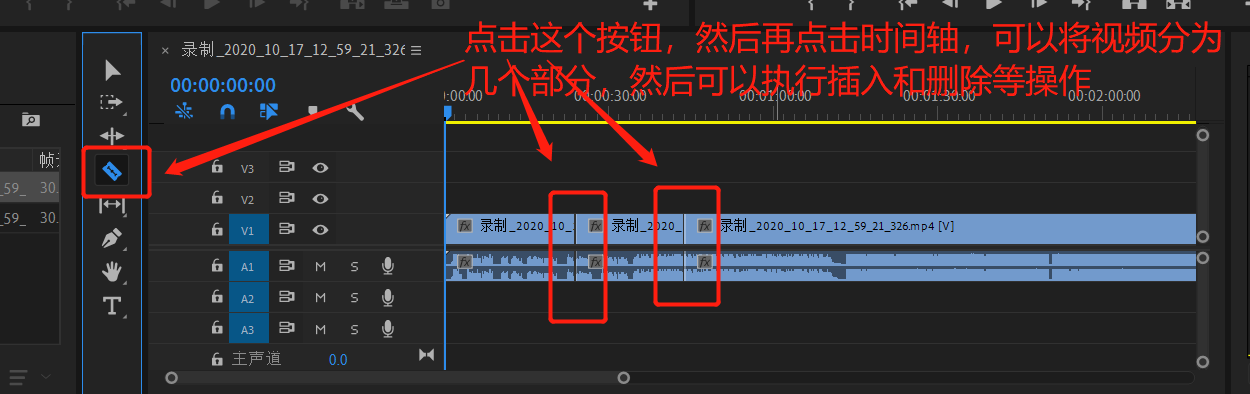 录制_2020_10_17_12_59_21_326
点击这个按钮，然后再点击时间轴，可以将视频分为
几个部分，然后可以执行插入和删除等操作
00:00:00:00
:00:00
00:00:30:00
00:01:00:00
00:01:30:00
00:02:00:00
帧
_59_ 30.
_59_ 30.
V3
V2
V1
fx 录制_2020_10_
fx 录制_2020_
fx 录制_2020_10_17_12_59_21_326.mp4 [V]
A1 M S
fx
fx
fx
A2 M S
A3 M S
主声道 0.0
T